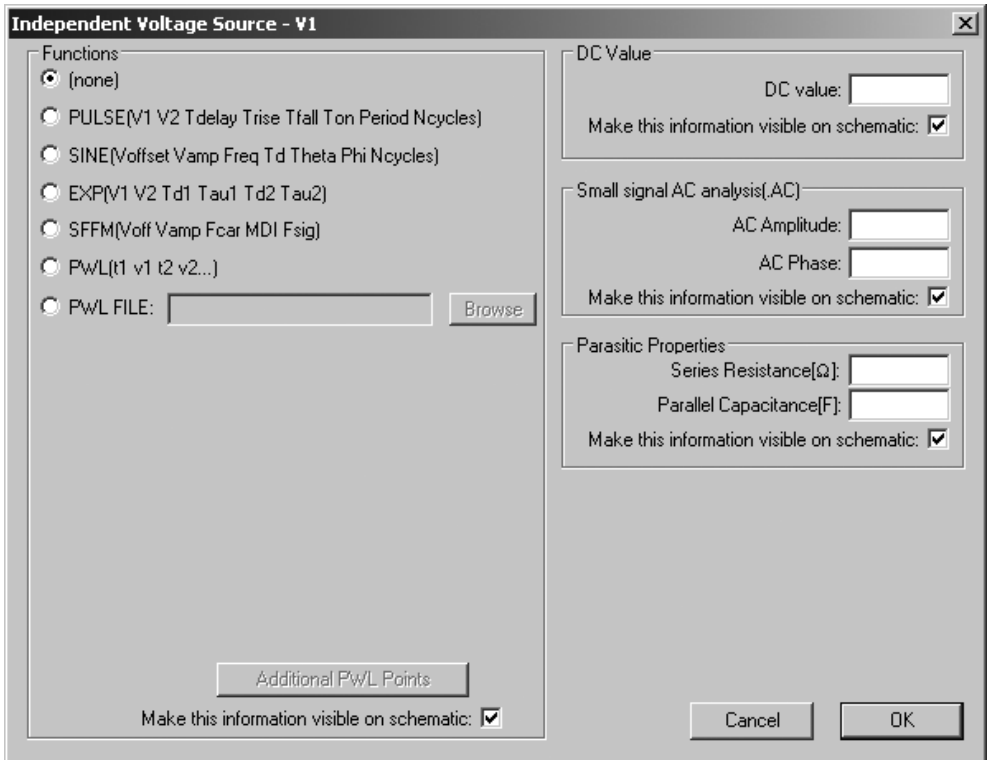 Independent Voltage Source - V1
Functions
(none)
PULSE(V1 V2 Tdelay Trise Tfall Ton Period Ncycles)
SINE(Voffset Vamp Freq Td Theta Phi Ncycles)
EXP(V1 V2 Td1 Tau1 Td2 Tau2)
SFFM(Voff Vamp Fcar MDI Fsig)
PWL(t1 v1 t2 v2...)
PWL FILE:
Browse
Additional PWL Points
Make this information visible on schematic:
DC Value
DC value:
Make this information visible on schematic:
Small signal AC analysis(.AC)
AC Amplitude:
AC Phase:
Make this information visible on schematic:
Parasitic Properties
Series Resistance[Ω]:
Parallel Capacitance[F]:
Make this information visible on schematic:
Cancel
OK